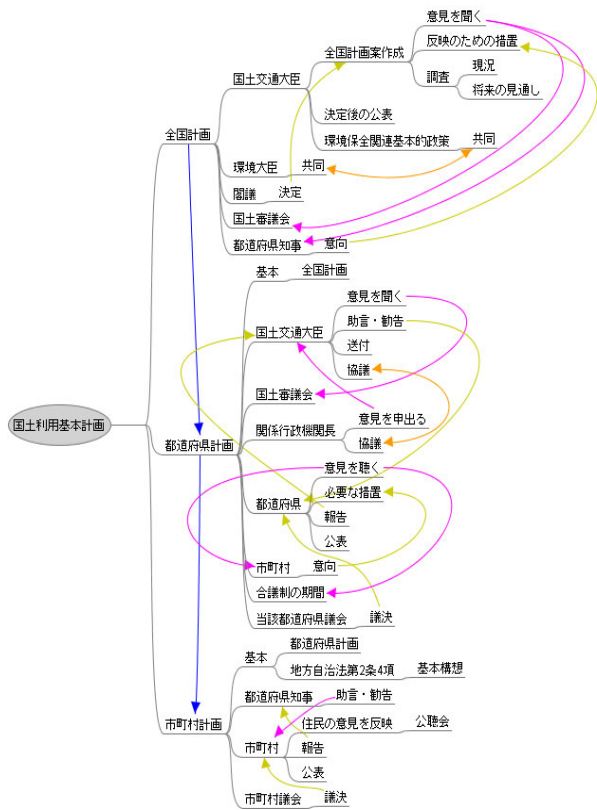 国土利用基本計画
全国計画
国土交通大臣
全国計画案作成
意見を聞く
反映のための措置
調査
現況
将来の見通し
決定後の公表
環境保全関連基本的政策
共同
環境大臣
共同
閣議
決定
国土審議会
都道府県知事
意向
都道府県計画
基本
全国計画
国土交通大臣
意見を聞く
助言・勧告
送付
協議
国土審議会
関係行政機関長
意見を申出る
協議
都道府県
意見を聴く
必要な措置
報告
公表
市町村
意向
合議制の期間
当該都道府県議会
議決
市町村計画
基本
都道府県計画
地方自治法第2条4項
基本構想
都道府県知事
助言・勧告
市町村
住民の意見を反映
公聴会
報告
公表
市町村議会
議決